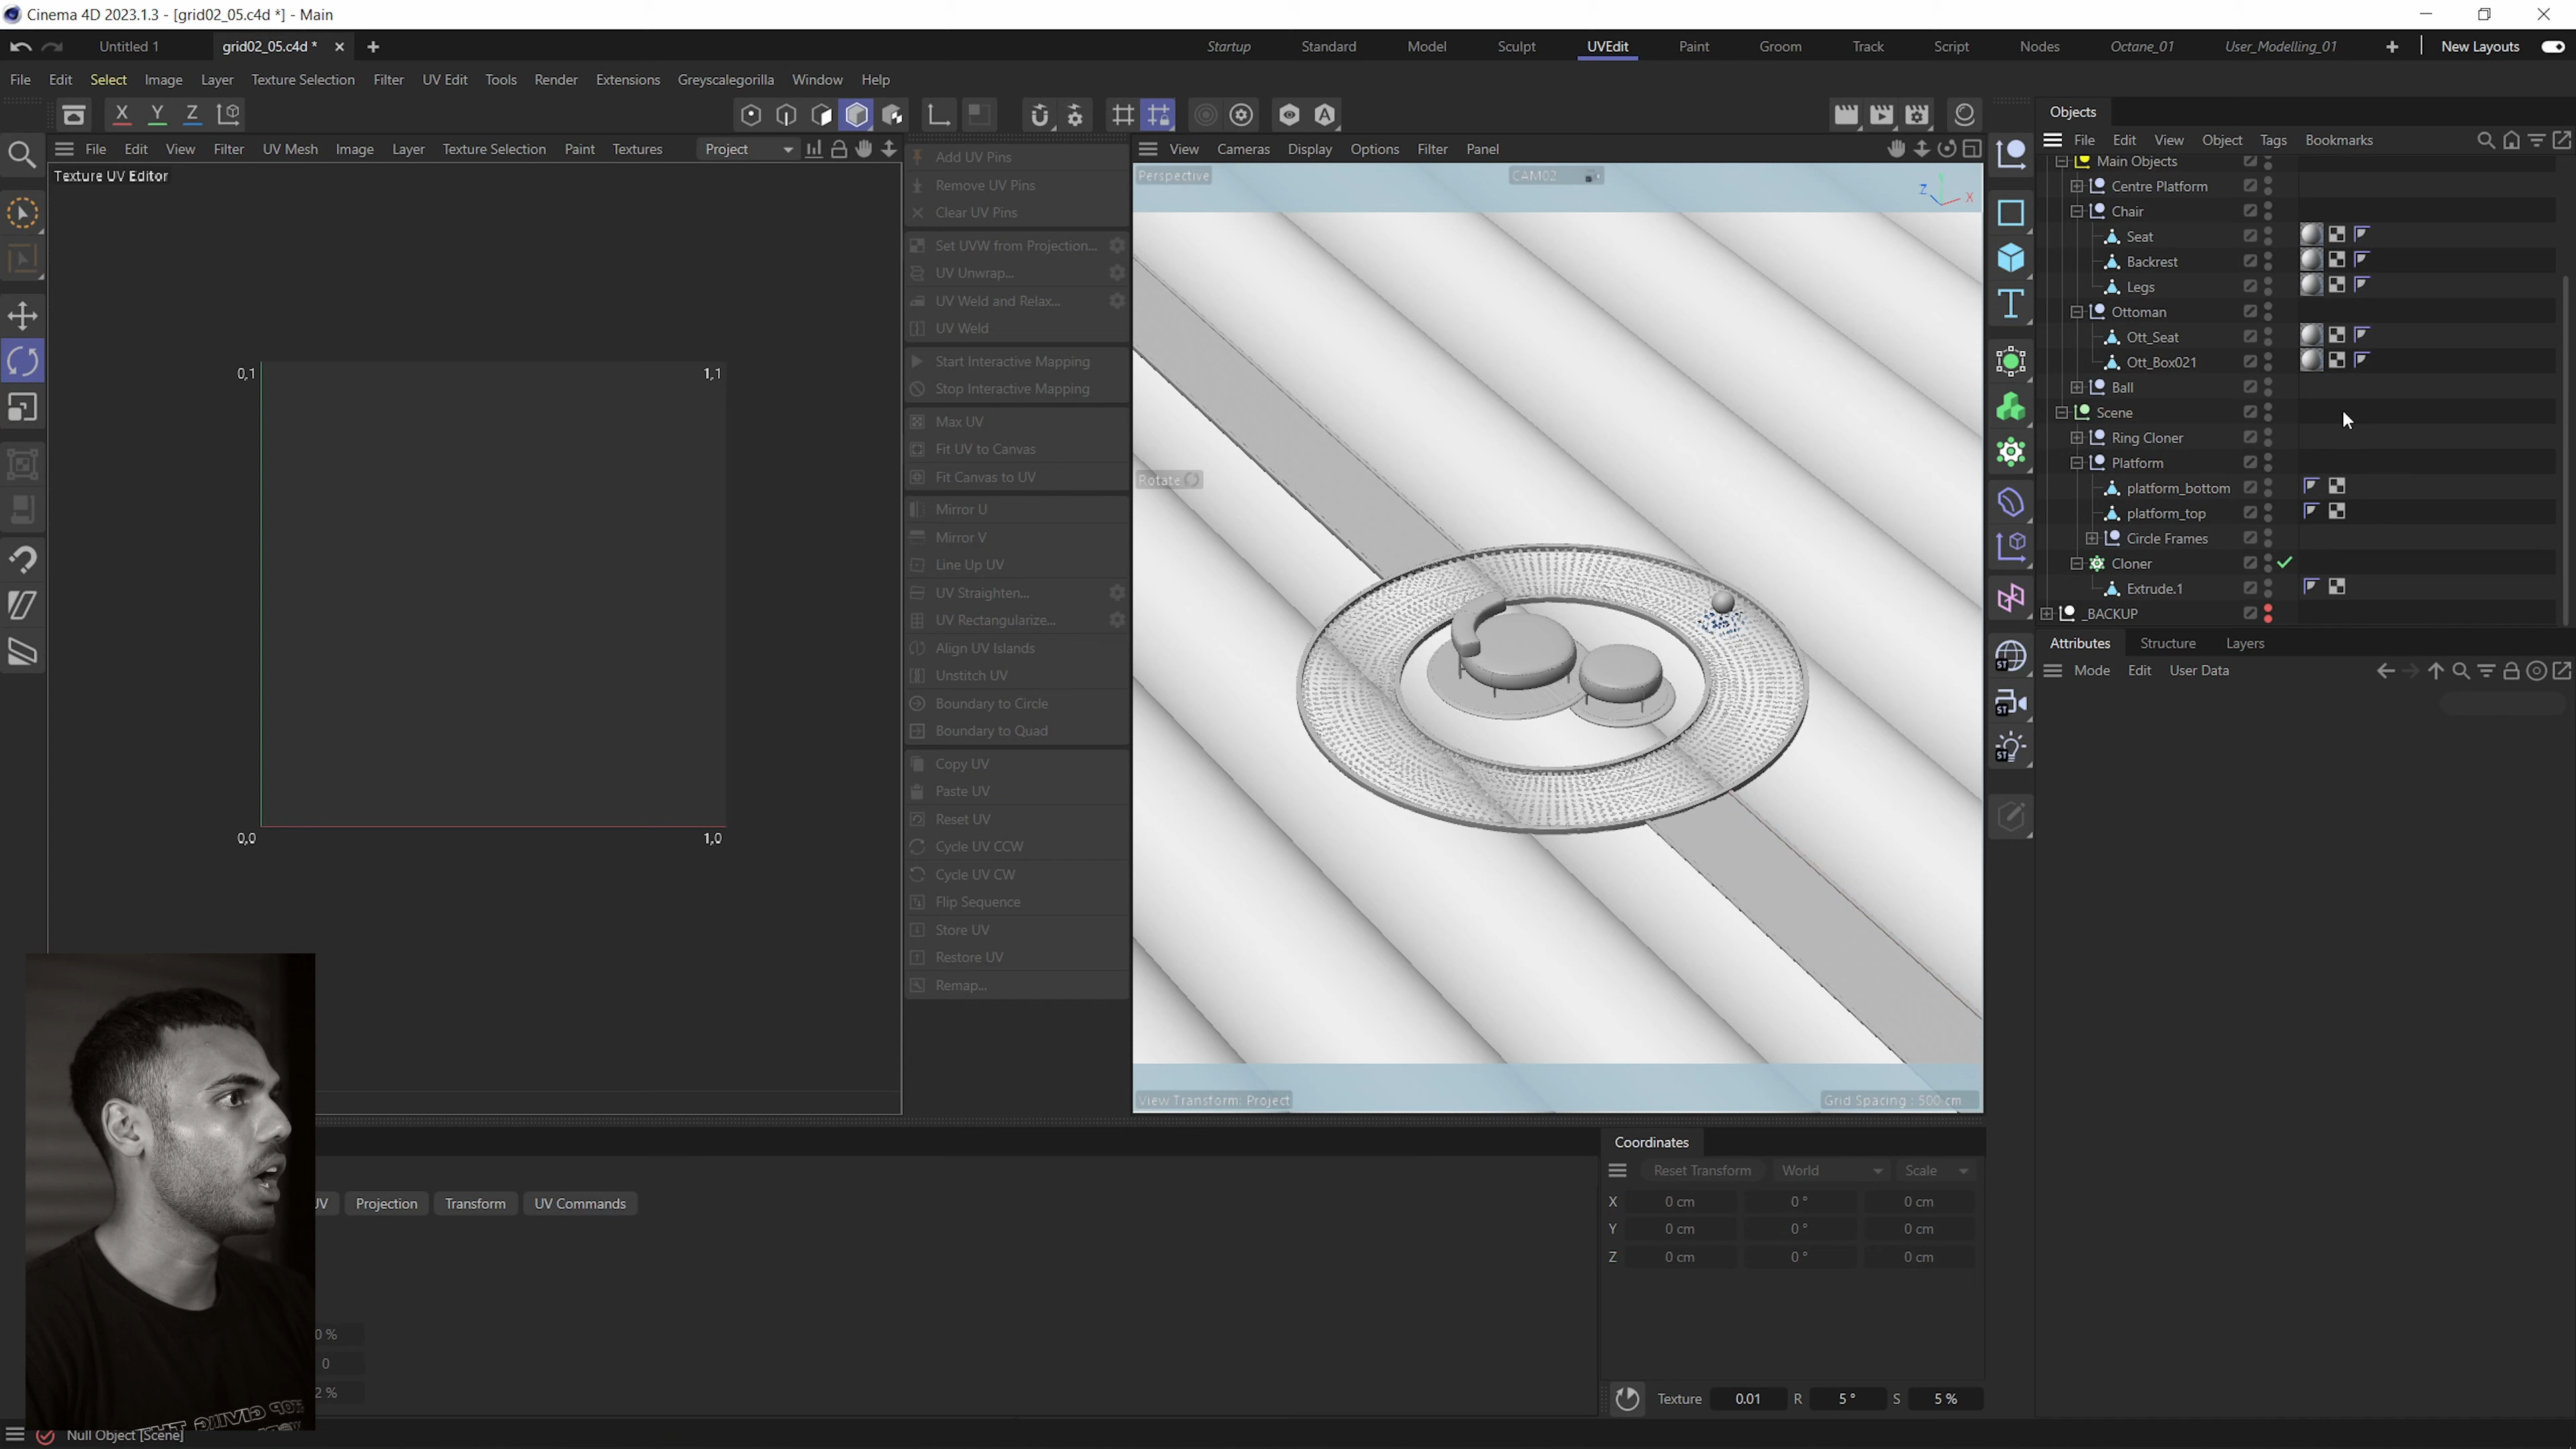 Cinema 4D 2023.1.3 - [grid02_05.c4d *] - Main
Untitled 1
grid02_05.c4d *
Startup
Standard
Model
Sculpt
UVEdit
Paint
Groom
Track
Script
Nodes
Octane_01
User_Modelling_01
New Layouts
File
Edit
Select
Image
Layer
Texture Selection
Filter
UV Edit
Tools
Render
Extensions
Greyscalegorilla
Window
Help
X
Y
Z
Objects
File
Edit
View
Filter
UV Mesh
Image
Layer
Texture Selection
Paint
Textures
Project
View
Cameras
Display
Options
Filter
Panel
File
Edit
View
Object
Tags
Bookmarks
Texture UV Editor
0,1
1,1
0,0
1,0
Add UV Pins
Remove UV Pins
Clear UV Pins
Set UVW from Projection...
UV Unwrap...
UV Weld and Relax...
UV Weld
Start Interactive Mapping
Stop Interactive Mapping
Max UV
Fit UV to Canvas
Fit Canvas to UV
Mirror U
Mirror V
Line Up UV
UV Straighten...
UV Rectangularize...
Align UV Islands
Unstitch UV
Boundary to Circle
Boundary to Quad
Copy UV
Paste UV
Reset UV
Cycle UV CCW
Cycle UV CW
Flip Sequence
Store UV
Restore UV
Remap...
Perspective
CAM02
Z
X
Rotate
View Transform: Project
Grid Spacing : 500 cm
ST
ST
ST
Main Objects
Centre Platform
Chair
Seat
Backrest
Legs
Ottoman
Ott_Seat
Ott_Box021
Ball
Scene
Ring Cloner
Platform
platform_bottom
platform_top
Circle Frames
Cloner
Extrude.1
_BACKUP
Attributes
Structure
Layers
Mode
Edit
User Data
UV
Projection
Transform
UV Commands
0 %
0
2 %
Coordinates
Reset Transform
World
Scale
X 0 cm 0 ° 0 cm
Y 0 cm 0 ° 0 cm
Z 0 cm 0 ° 0 cm
Texture 0.01 R 5 ° S 5 %
Null Object [Scene]